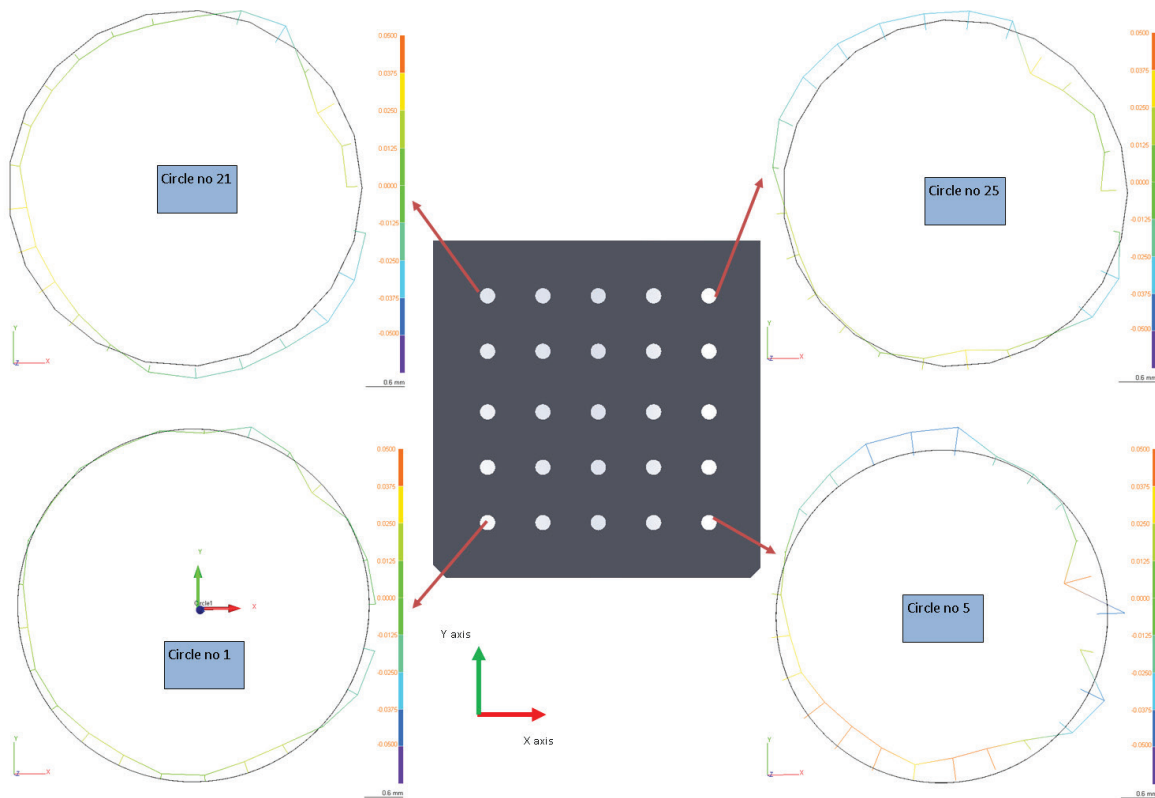 0.0500
0.0375
0.0250
0.0125
0.0000
-0.0125
-0.0250
-0.0375
-0.0500
Circle no 21
Y
Z
X
0.6 mm
0.0500
0.0375
0.0250
0.0125
0.0000
-0.0125
-0.0250
-0.0375
-0.0500
Circle no 25
Y
Z
X
0.6 mm
0.0500
0.0375
0.0250
0.0125
0.0000
-0.0125
-0.0250
-0.0375
-0.0500
Y
Circle1
X
Circle no 1
Y
Z
X
0.6 mm
Y axis
X axis
0.0500
0.0375
0.0250
0.0125
0.0000
-0.0125
-0.0250
-0.0375
-0.0500
Circle no 5
Y
Z
X
0.6 mm